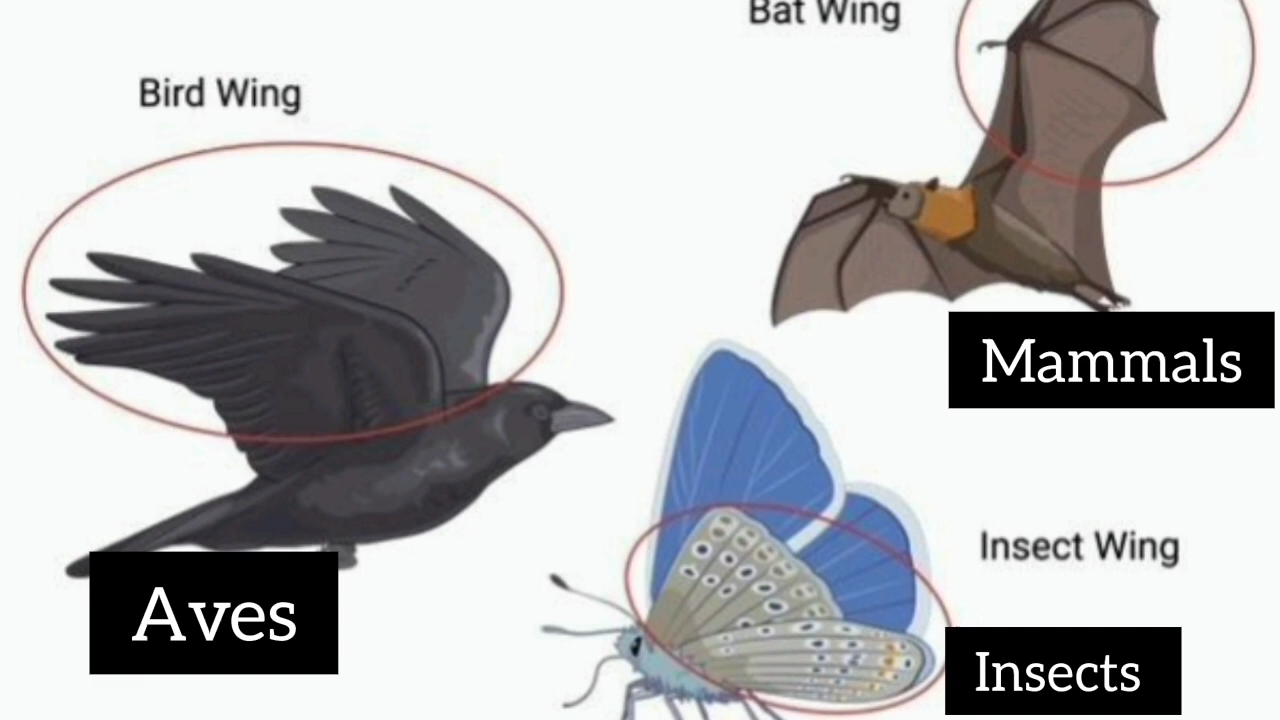 Bat Wing
Bird Wing
Mammals
Insect Wing
Aves
Insects